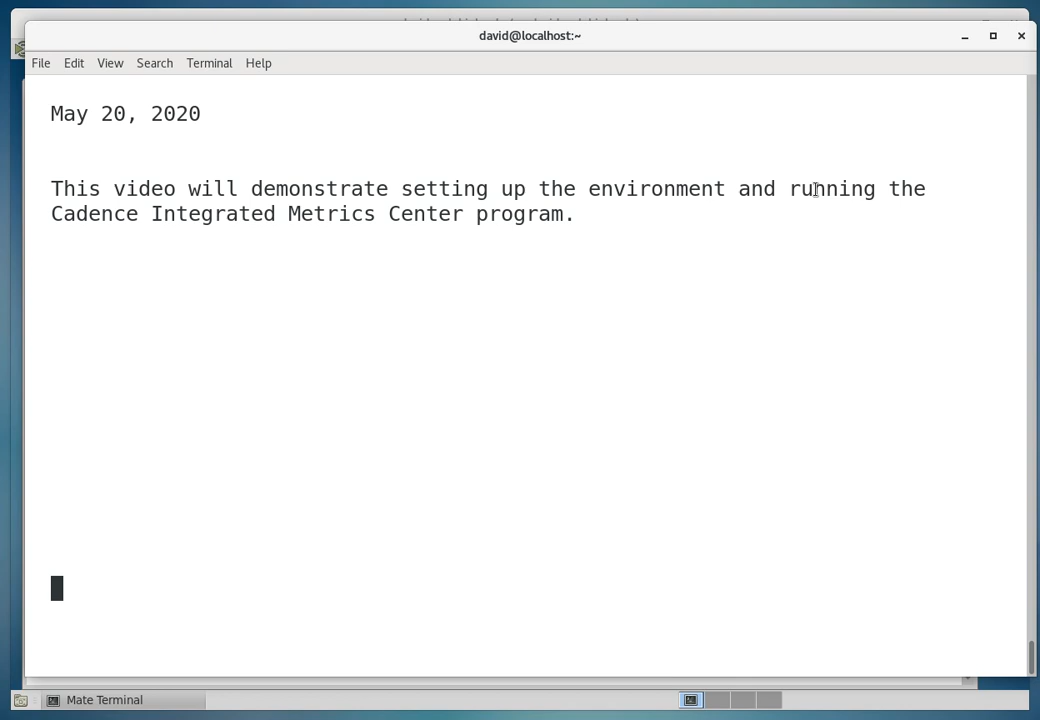 david@localhost:~
File Edit View Search Terminal Help
May 20, 2020
This video will demonstrate setting up the environment and running the
Cadence Integrated Metrics Center program.
Mate Terminal